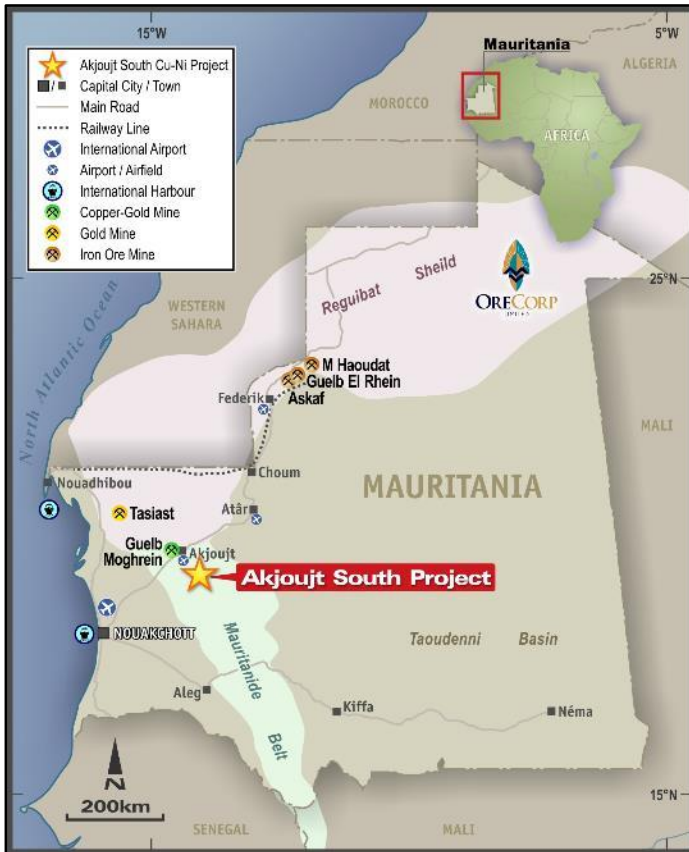 15°W
5°W
Akjoujt South Cu-Ni Project
Capital City / Town
Main Road
Railway Line
International Airport
Airport / Airfield
International Harbour
Copper-Gold Mine
Gold Mine
Iron Ore Mine
Mauritania
ALGERIA
MOROCCO
AFRICA
25°N
Reguibat Sheild
ORECORP
LIMITED
WESTERN
SAHARA
North Atlantic Ocean
M Haoudat
Guelb El Rhein
Askaf
Federik
MALI
Choum
Nouadhibou
MAURITANIA
Tasiast
Atâr
Guelb
Moghrein
Akjoujt
Akjoujt South Project
NOUAKCHOTT
Taoudenni Basin
Mauritanide
Belt
Aleg
Kiffa
Néma
N
200km
15°N
SENEGAL
MALI